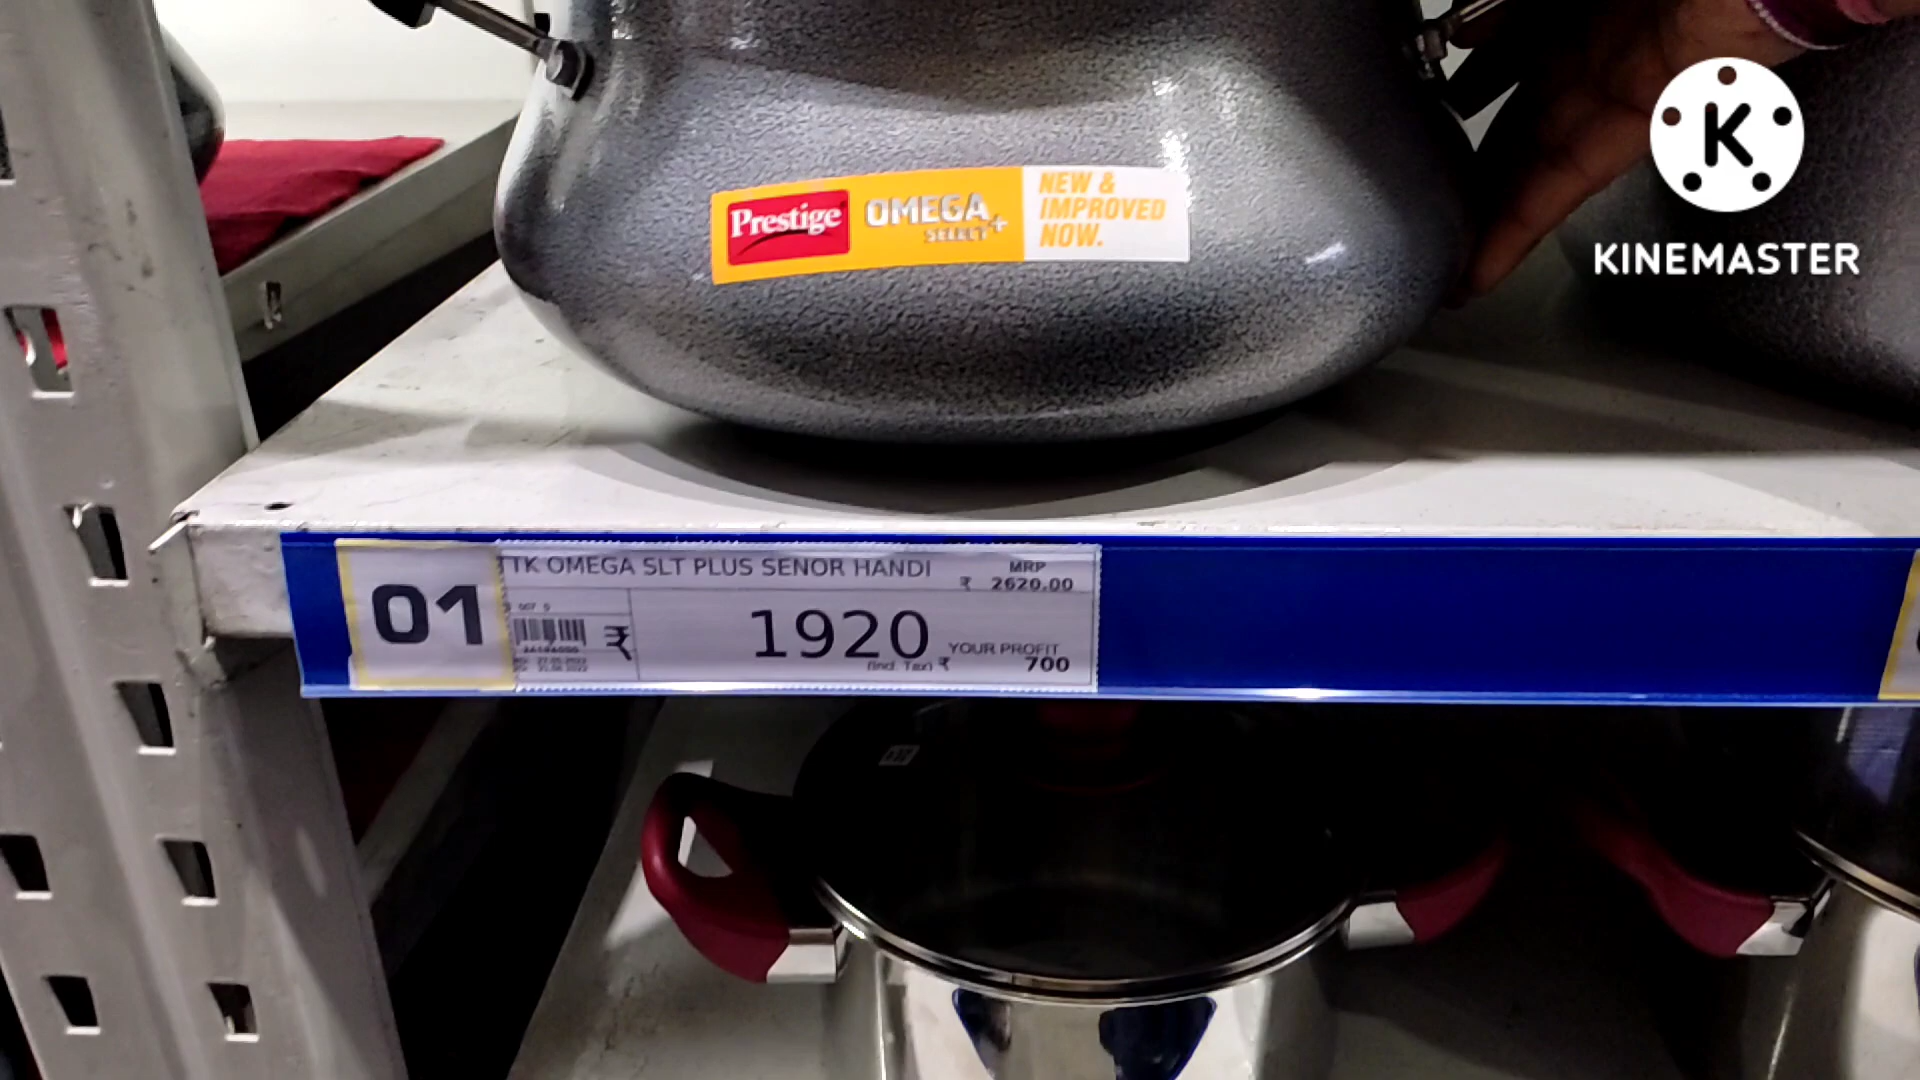 Prestige
OMEGA
SELECT+
NEW &
IMPROVED
NOW.
KINEMASTER
01
TTK OMEGA SLT PLUS SENOR HANDI
MRP
₹ 2620.00
₹
1920
(Incl. Tax)
YOUR PROFIT
₹ 700